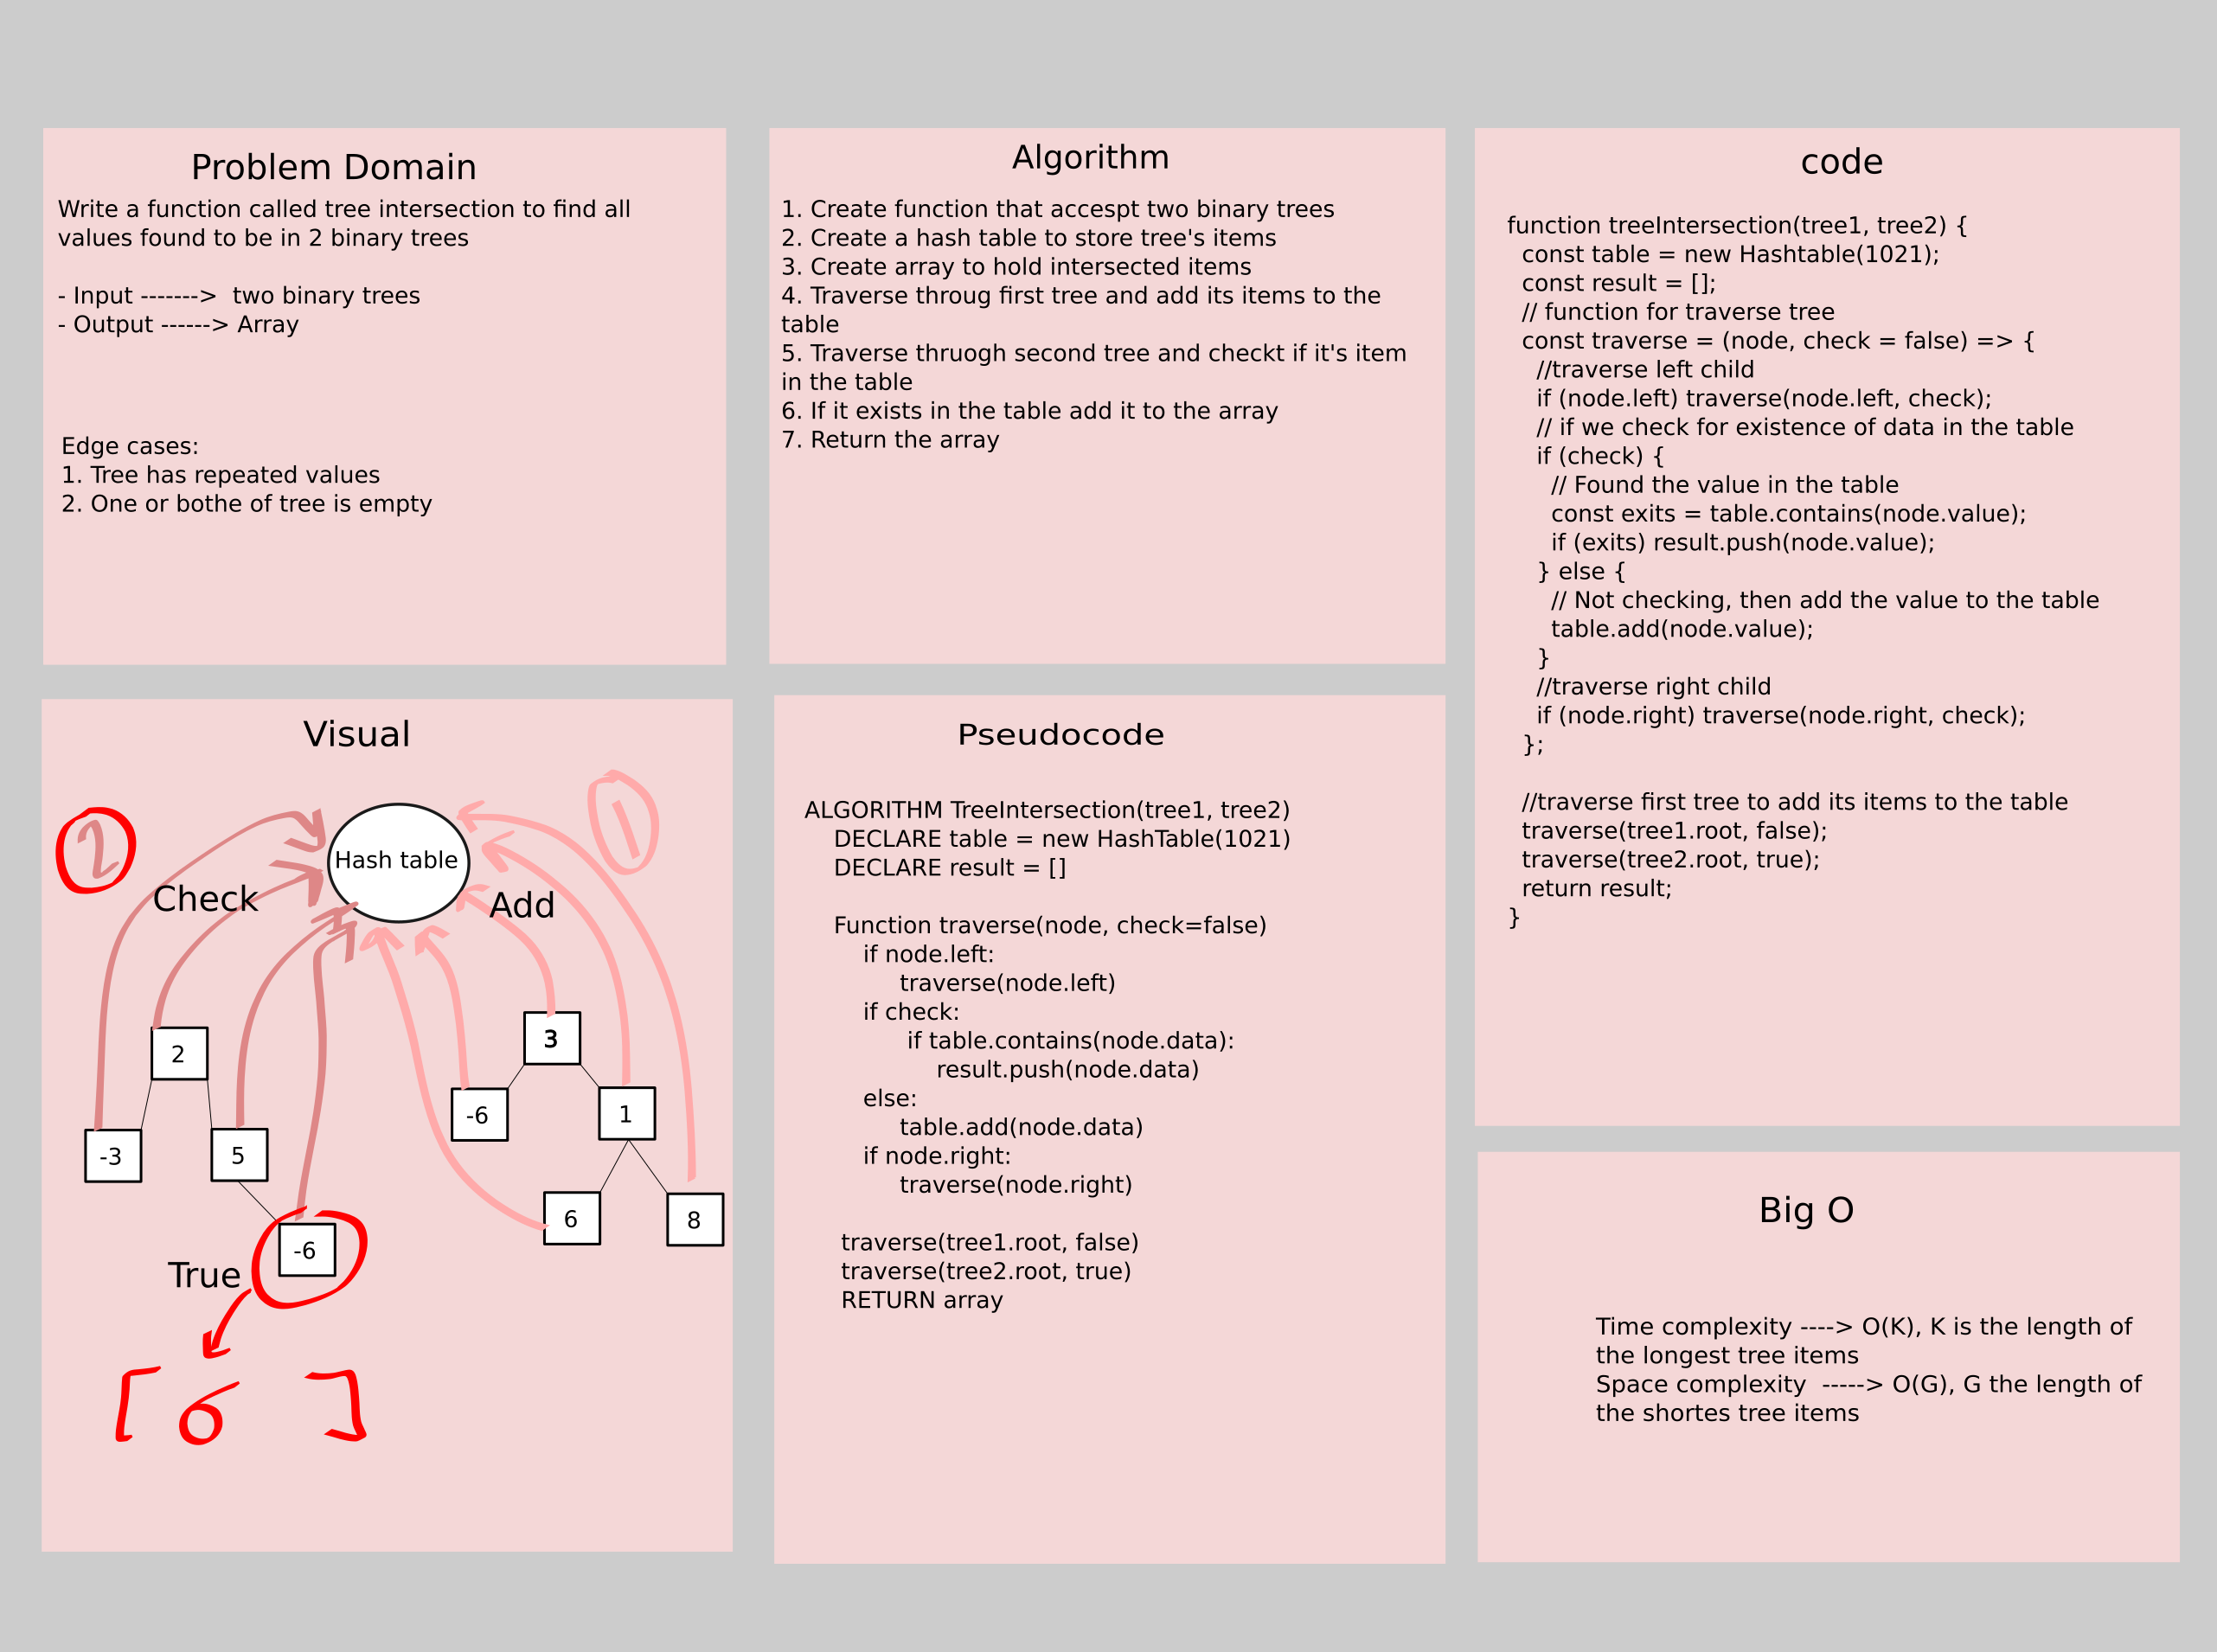 Problem Domain
Write a function called tree intersection to find all
values found to be in 2 binary trees
- Input ------->  two binary trees
- Output ------> Array
Edge cases:
1. Tree has repeated values
2. One or bothe of tree is empty
Algorithm
1. Create function that accespt two binary trees
2. Create a hash table to store tree's items
3. Create array to hold intersected items
4. Traverse throug first tree and add its items to the
table
5. Traverse thruogh second tree and checkt if it's item
in the table
6. If it exists in the table add it to the array
7. Return the array
code
function treeIntersection(tree1, tree2) {
const table = new Hashtable(1021);
const result = [];
// function for traverse tree
const traverse = (node, check = false) => {
//traverse left child
if (node.left) traverse(node.left, check);
// if we check for existence of data in the table
if (check) {
// Found the value in the table
const exits = table.contains(node.value);
if (exits) result.push(node.value);
} else {
// Not checking, then add the value to the table
table.add(node.value);
}
//traverse right child
if (node.right) traverse(node.right, check);
};
//traverse first tree to add its items to the table
traverse(tree1.root, false);
traverse(tree2.root, true);
return result;
}
Visual
2
1
Hash table
Check
Add
2
3
-6
1
-3
5
6
8
-6
True
[ 6 ]
Pseudocode
ALGORITHM TreeIntersection(tree1, tree2)
DECLARE table = new HashTable(1021)
DECLARE result = []
Function traverse(node, check=false)
if node.left:
traverse(node.left)
if check:
if table.contains(node.data):
result.push(node.data)
else:
table.add(node.data)
if node.right:
traverse(node.right)
traverse(tree1.root, false)
traverse(tree2.root, true)
RETURN array
Big O
Time complexity ----> O(K), K is the length of
the longest tree items
Space complexity  -----> O(G), G the length of
the shortes tree items